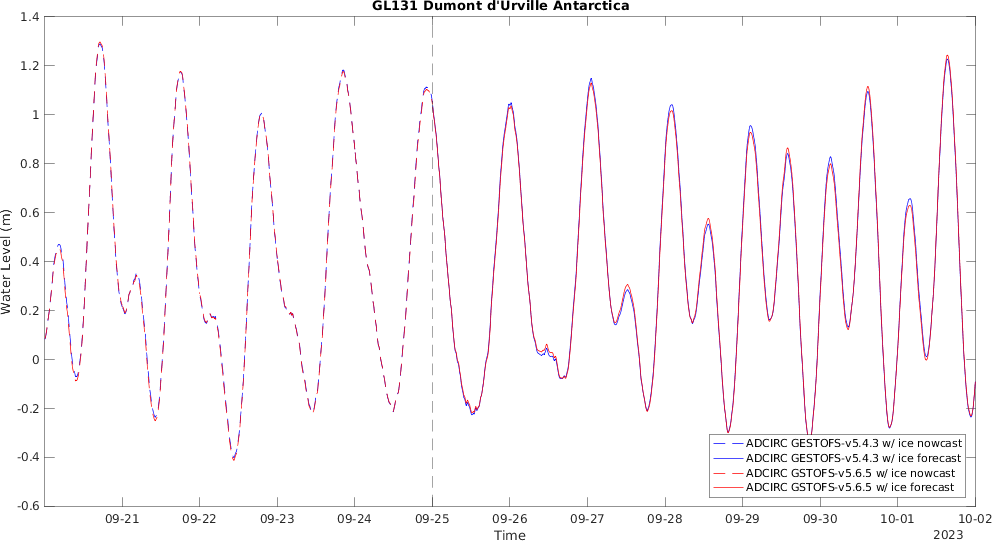 GL131 Dumont d'Urville Antarctica
1.4
1.2
1
0.8
0.6
0.4
0.2
0
-0.2
-0.4
-0.6
Water Level (m)
ADCIRC GESTOFS-v5.4.3 w/ ice nowcast
ADCIRC GESTOFS-v5.4.3 w/ ice forecast
ADCIRC GSTOFS-v5.6.5 w/ ice nowcast
ADCIRC GSTOFS-v5.6.5 w/ ice forecast
09-21 09-22 09-23 09-24 09-25 09-26 09-27 09-28 09-29 09-30 10-01 10-02
Time
2023